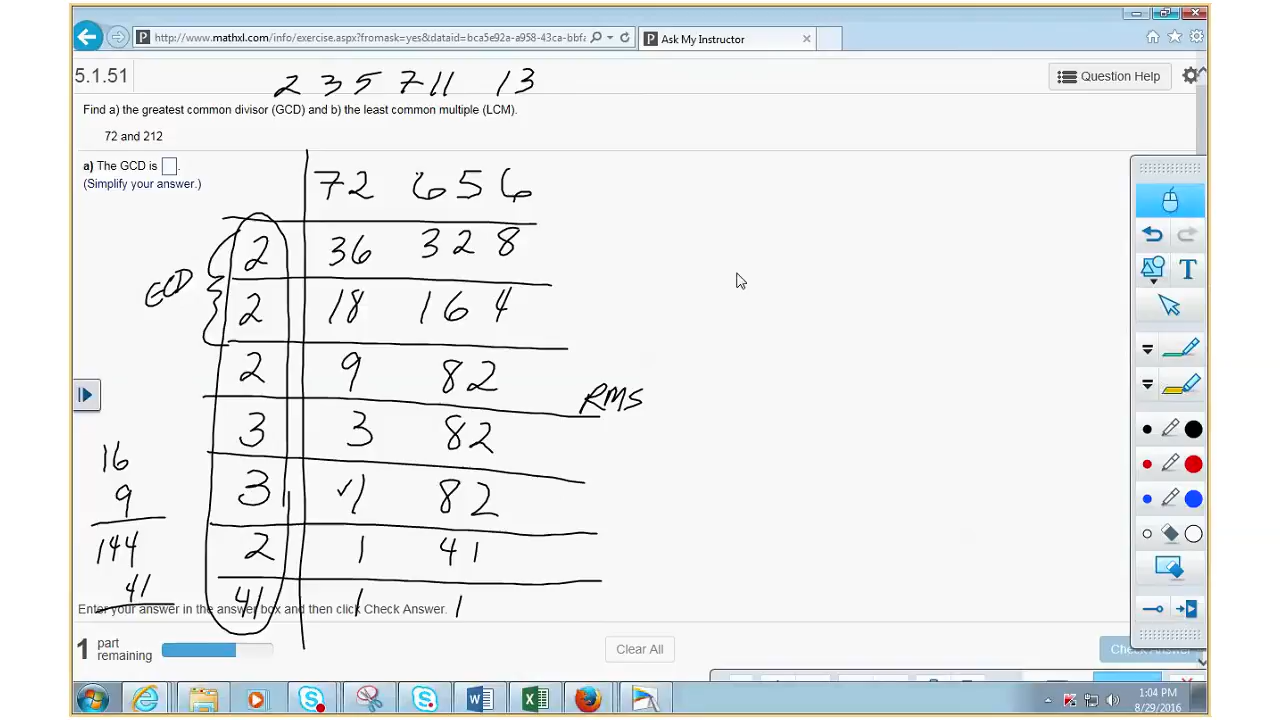 http://www.mathxl.com/info/exercise.aspx?fromask=yes&dataid=bca5e92a-a958-43ca-bbfa
Ask My Instructor
5.1.51
2 3 5 7 11 13
Question Help
Find a) the greatest common divisor (GCD) and b) the least common multiple (LCM).
72 and 212
a) The GCD is
(Simplify your answer.)
72 656
2 36 328
GCD
2 18 164
2 9 82
RMS
3 3 82
16
3 1 82
9
2 1 41
144
41
41 1 1
Enter your answer in the answer box and then click Check Answer.
1 part remaining
Clear All
Check Answer
T
W
X
1:04 PM
8/29/2016